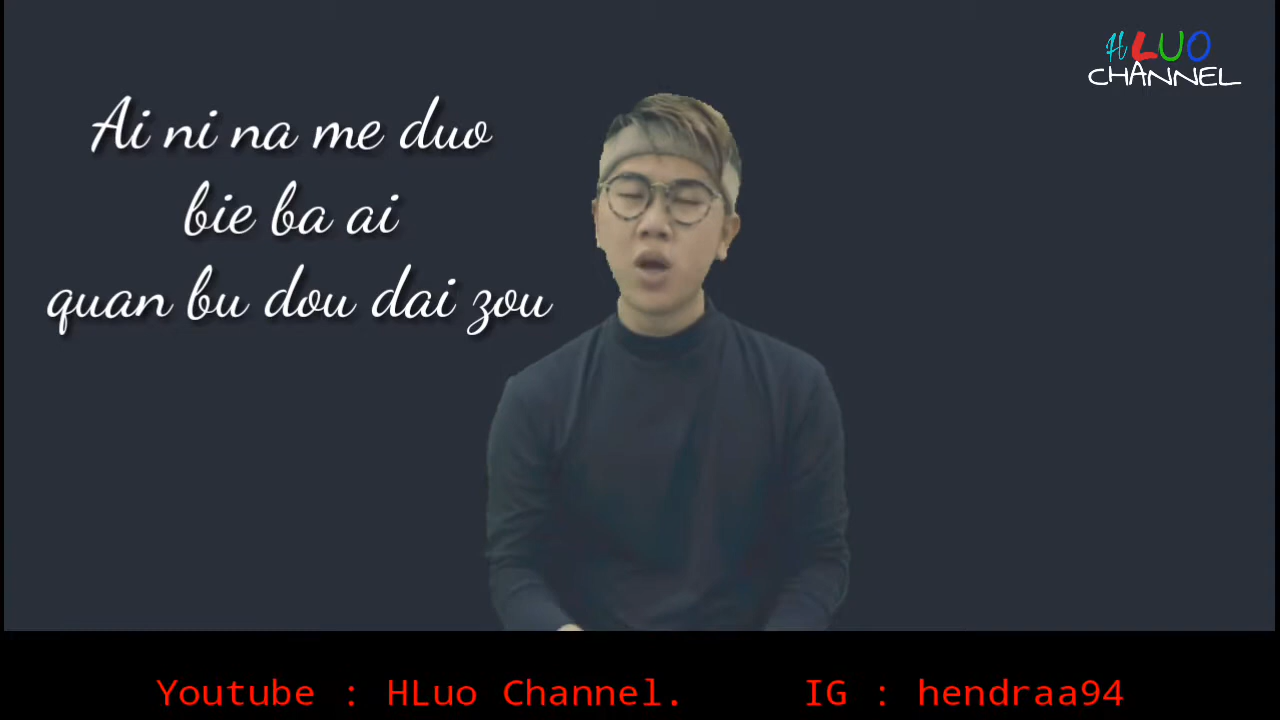 HLUO
CHANNEL
Ai ni na me duo
bie ba ai
quan bu dou dai zou
Youtube : HLuo Channel. IG : hendraa94